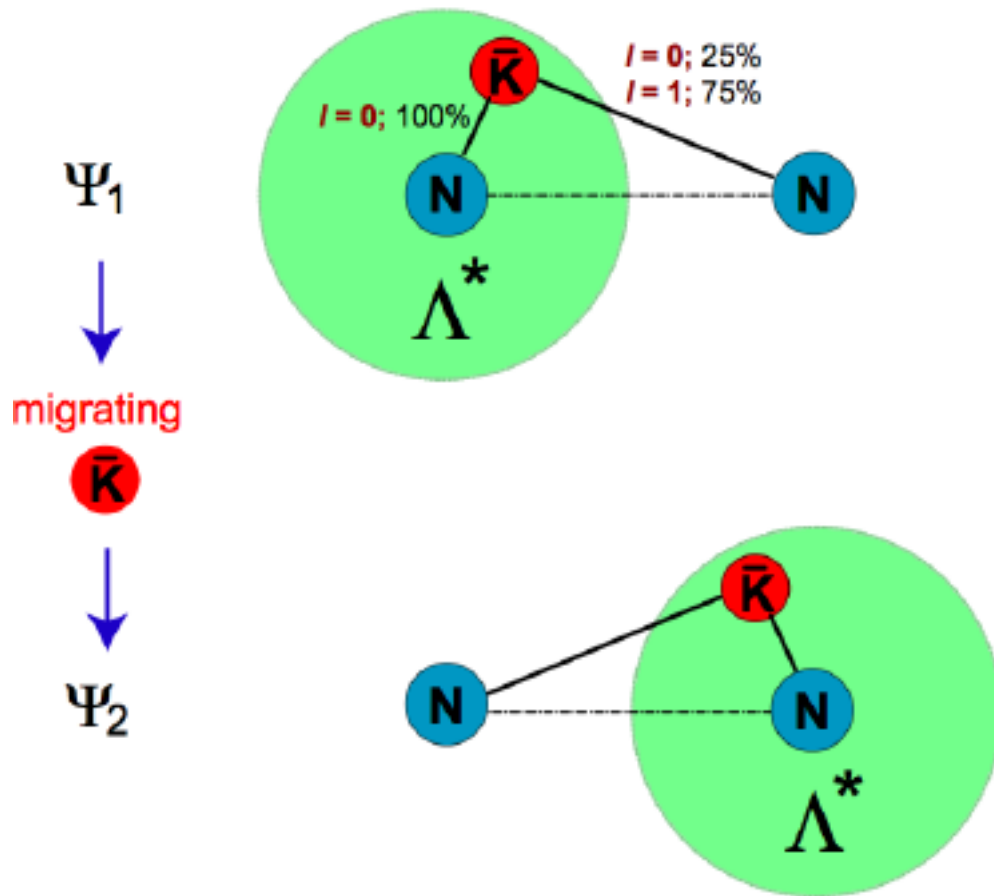 K̄
I = 0; 25%
I = 1; 75%
I = 0; 100%
Ψ₁
N
N
Λ*
migrating
K̄
K̄
Ψ₂
N
N
Λ*